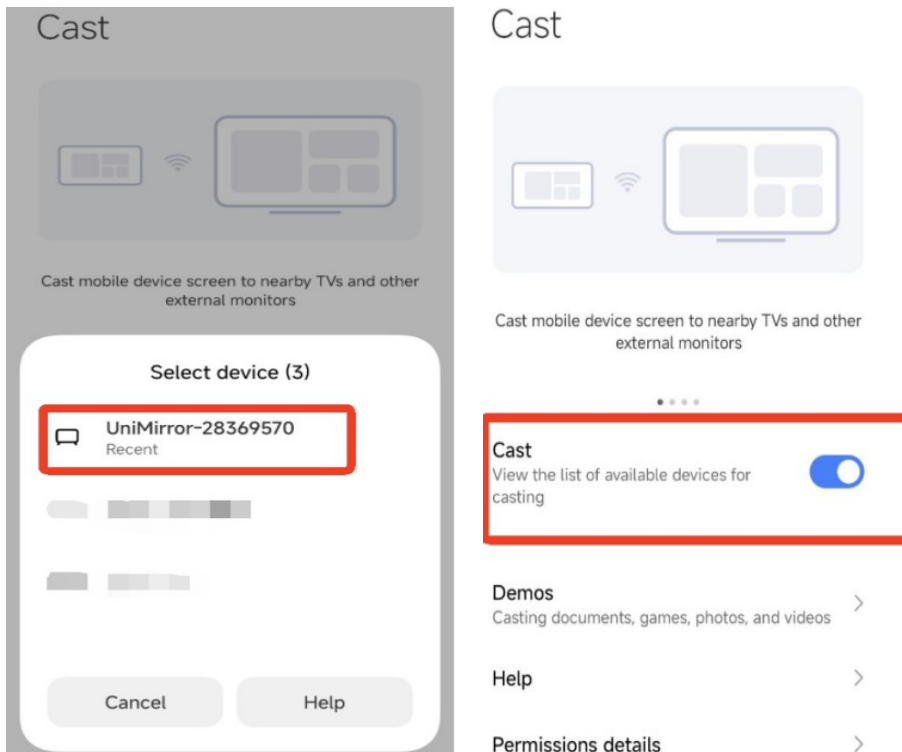 Cast
Cast mobile device screen to nearby TVs and other
external monitors
Select device (3)
UniMirror-28369570
Recent
Cancel
Help
Cast
Cast mobile device screen to nearby TVs and other
external monitors
Cast
View the list of available devices for
casting
Demos
Casting documents, games, photos, and videos
Help
Permissions details